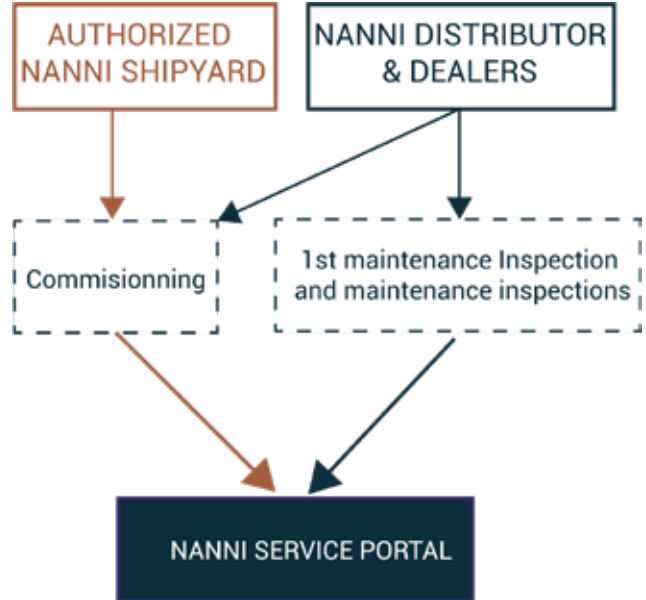 AUTHORIZED
NANNI SHIPYARD
NANNI DISTRIBUTOR
& DEALERS
Commisionning
1st maintenance Inspection
and maintenance inspections
NANNI SERVICE PORTAL